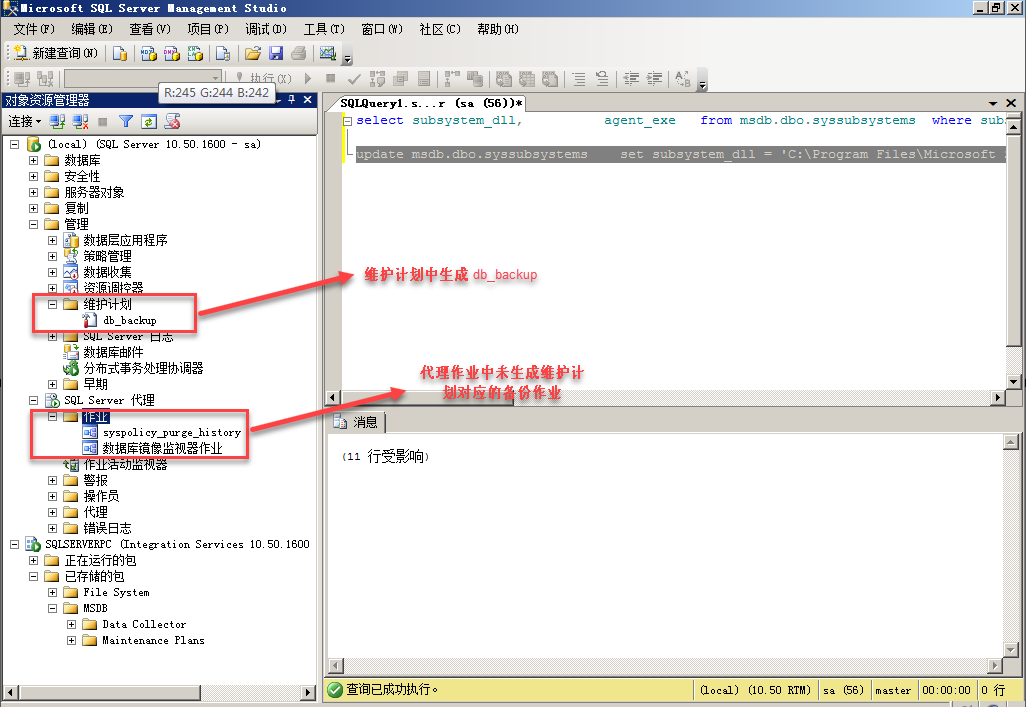 Microsoft SQL Server Management Studio
文件(F) 编辑(E) 查看(V) 项目(P) 调试(D) 工具(T) 窗口(W) 社区(C) 帮助(H)
新建查询(N)
执行(X)
R:245 G:244 B:242
对象资源管理器
连接
(local) (SQL Server 10.50.1600 - sa)
数据库
安全性
服务器对象
复制
管理
数据层应用程序
策略管理
数据收集
资源调控器
维护计划
db_backup
SQL Server 日志
数据库邮件
分布式事务处理协调器
早期
SQL Server 代理
作业
syspolicy_purge_history
数据库镜像监视器作业
作业活动监视器
警报
操作员
代理
错误日志
SQLSERVERPC (Integration Services 10.50.1600
正在运行的包
已存储的包
File System
MSDB
Data Collector
Maintenance Plans
SQLQuery1.s...r (sa (56))*
select subsystem_dll, agent_exe from msdb.dbo.syssubsystems where sub
update msdb.dbo.syssubsystems set subsystem_dll = 'C:\Program Files\Microsoft
维护计划中生成 db_backup
代理作业中未生成维护计
划对应的备份作业
消息
(11 行受影响)
查询已成功执行。 (local) (10.50 RTM) sa (56) master 00:00:00 0 行